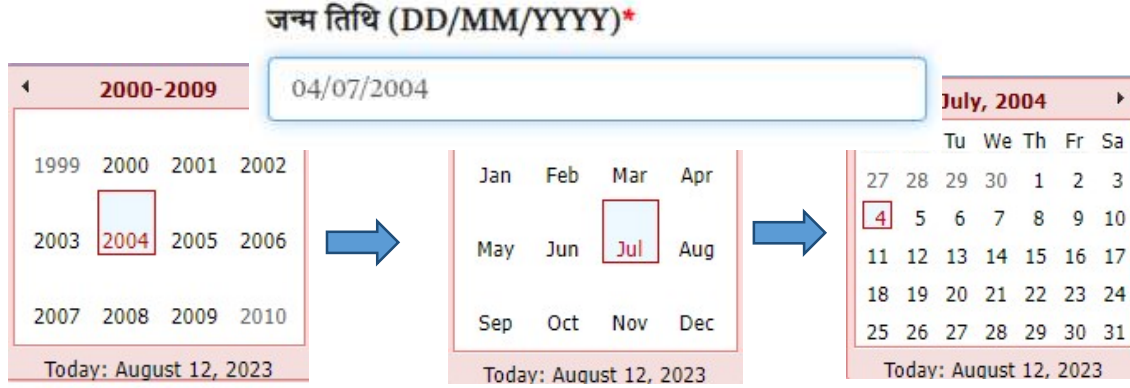 जन्म तिथि (DD/MM/YYYY)*
04/07/2004
2000-2009
1999 2000 2001 2002
2003 2004 2005 2006
2007 2008 2009 2010
Today: August 12, 2023
Jan Feb Mar Apr
May Jun Jul Aug
Sep Oct Nov Dec
Today: August 12, 2023
July, 2004
Tu We Th Fr Sa
27 28 29 30 1 2 3
4 5 6 7 8 9 10
11 12 13 14 15 16 17
18 19 20 21 22 23 24
25 26 27 28 29 30 31
Today: August 12, 2023